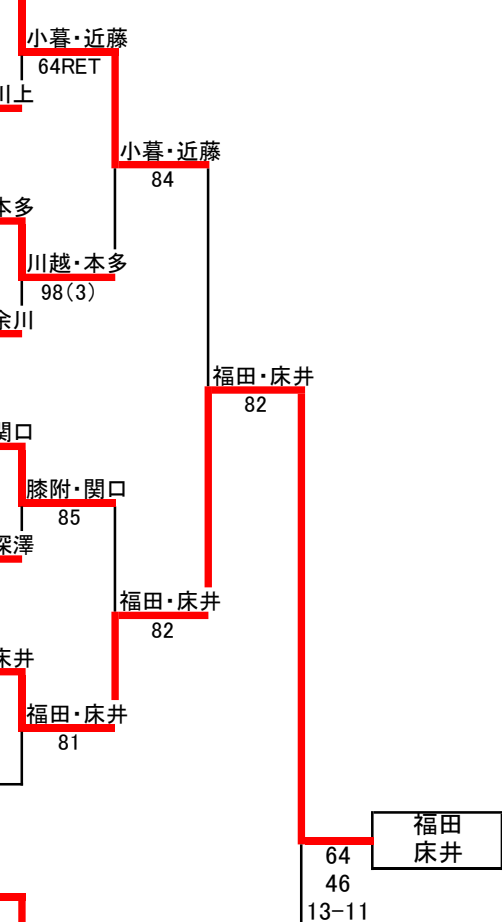 小暮・近藤
64RET
川上
小暮・近藤
84
本多
川越・本多
98(3)
余川
福田・床井
82
関口
膝附・関口
85
深澤
福田・床井
82
床井
福田・床井
81
福田
床井
64
46
13-11